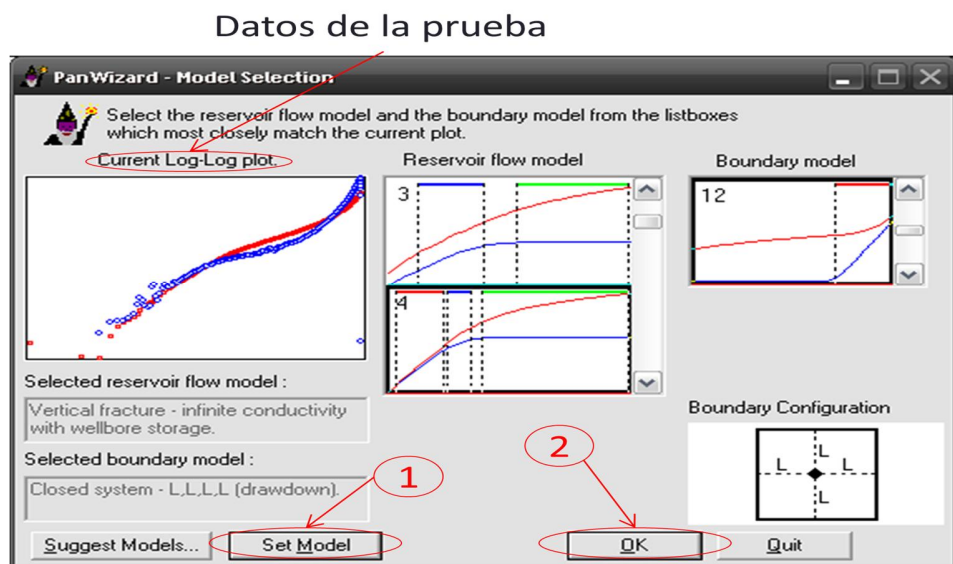 Datos de la prueba
PanWizard - Model Selection
Select the reservoir flow model and the boundary model from the listboxes
which most closely match the current plot.
Current Log-Log plot.
Reservoir flow model
Boundary model
3
12
4
Selected reservoir flow model :
Vertical fracture - infinite conductivity
with wellbore storage.
Boundary Configuration
L
L
L
L
Selected boundary model :
Closed system - L,L,L,L (drawdown).
1
2
Suggest Models...
Set Model
OK
Quit